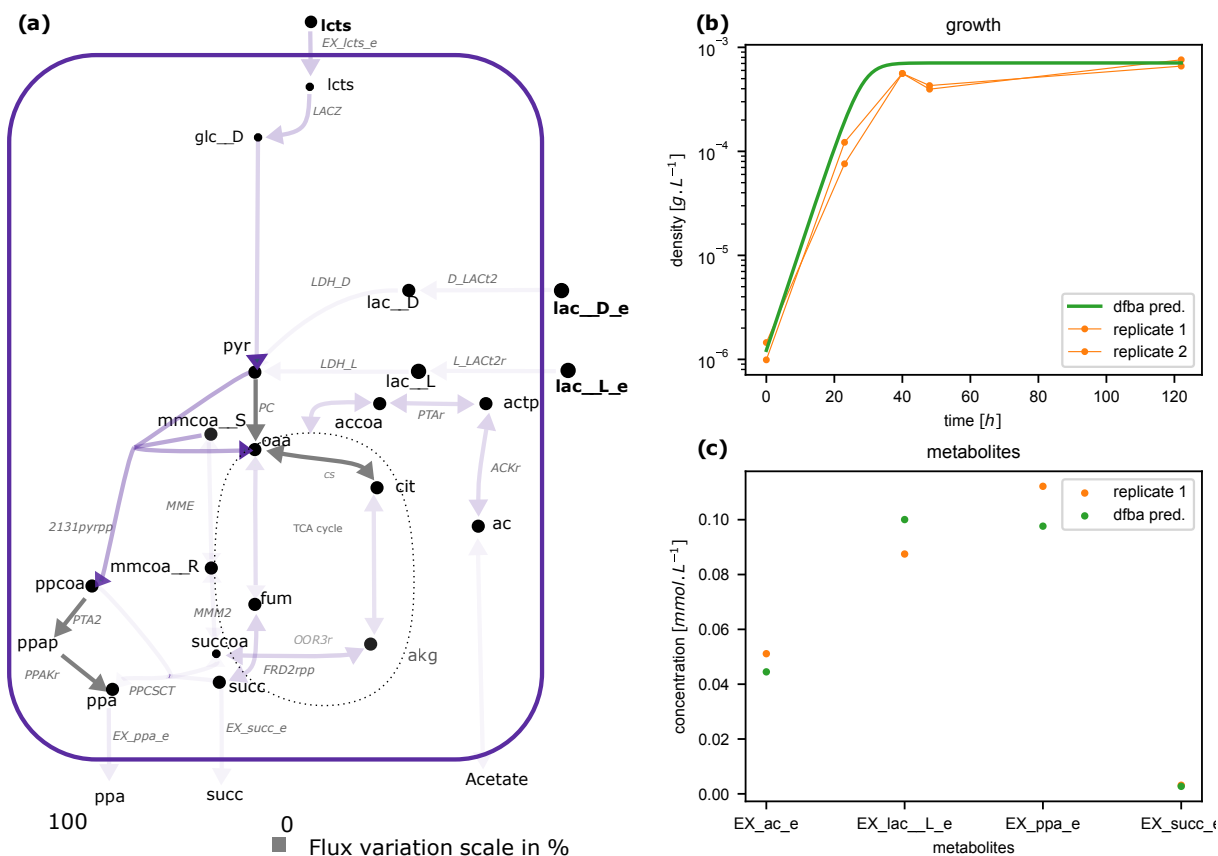 (a)
lcts
EX_lcts_e
lcts
LACZ
glc__D
LDH_D
D_LACt2
lac__D
lac__D_e
pyr
LDH_L
L_LACt2r
lac__L
lac__L_e
PC
mmcoa__S
accoa
PTAr
actp
oaa
cs
cit
ACKr
MME
2131pyrpp
TCA cycle
ac
mmcoa__R
ppcoa
fum
PTA2
MMM2
ppap
succoa
OOR3r
akg
PPAKr
FRD2rpp
PPCSCT
succ
ppa
EX_ppa_e
EX_succ_e
Acetate
ppa
succ
100
0
Flux variation scale in %
(b)
growth
10⁻³
10⁻⁴
10⁻⁵
10⁻⁶
density [g.L⁻¹]
dfba pred.
replicate 1
replicate 2
0 20 40 60 80 100 120
time [h]
(c)
metabolites
replicate 1
dfba pred.
0.10
0.08
0.06
0.04
0.02
0.00
concentration [mmol.L⁻¹]
EX_ac_e EX_lac__L_e EX_ppa_e EX_succ_e
metabolites